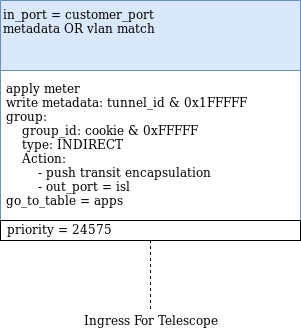 in_port = customer_port
metadata OR vlan match
apply meter
write metadata: tunnel_id & 0x1FFFFF
group:
group_id: cookie & 0xFFFFF
type: INDIRECT
Action:
- push transit encapsulation
- out_port = isl
go_to_table = apps
priority = 24575
Ingress For Telescope